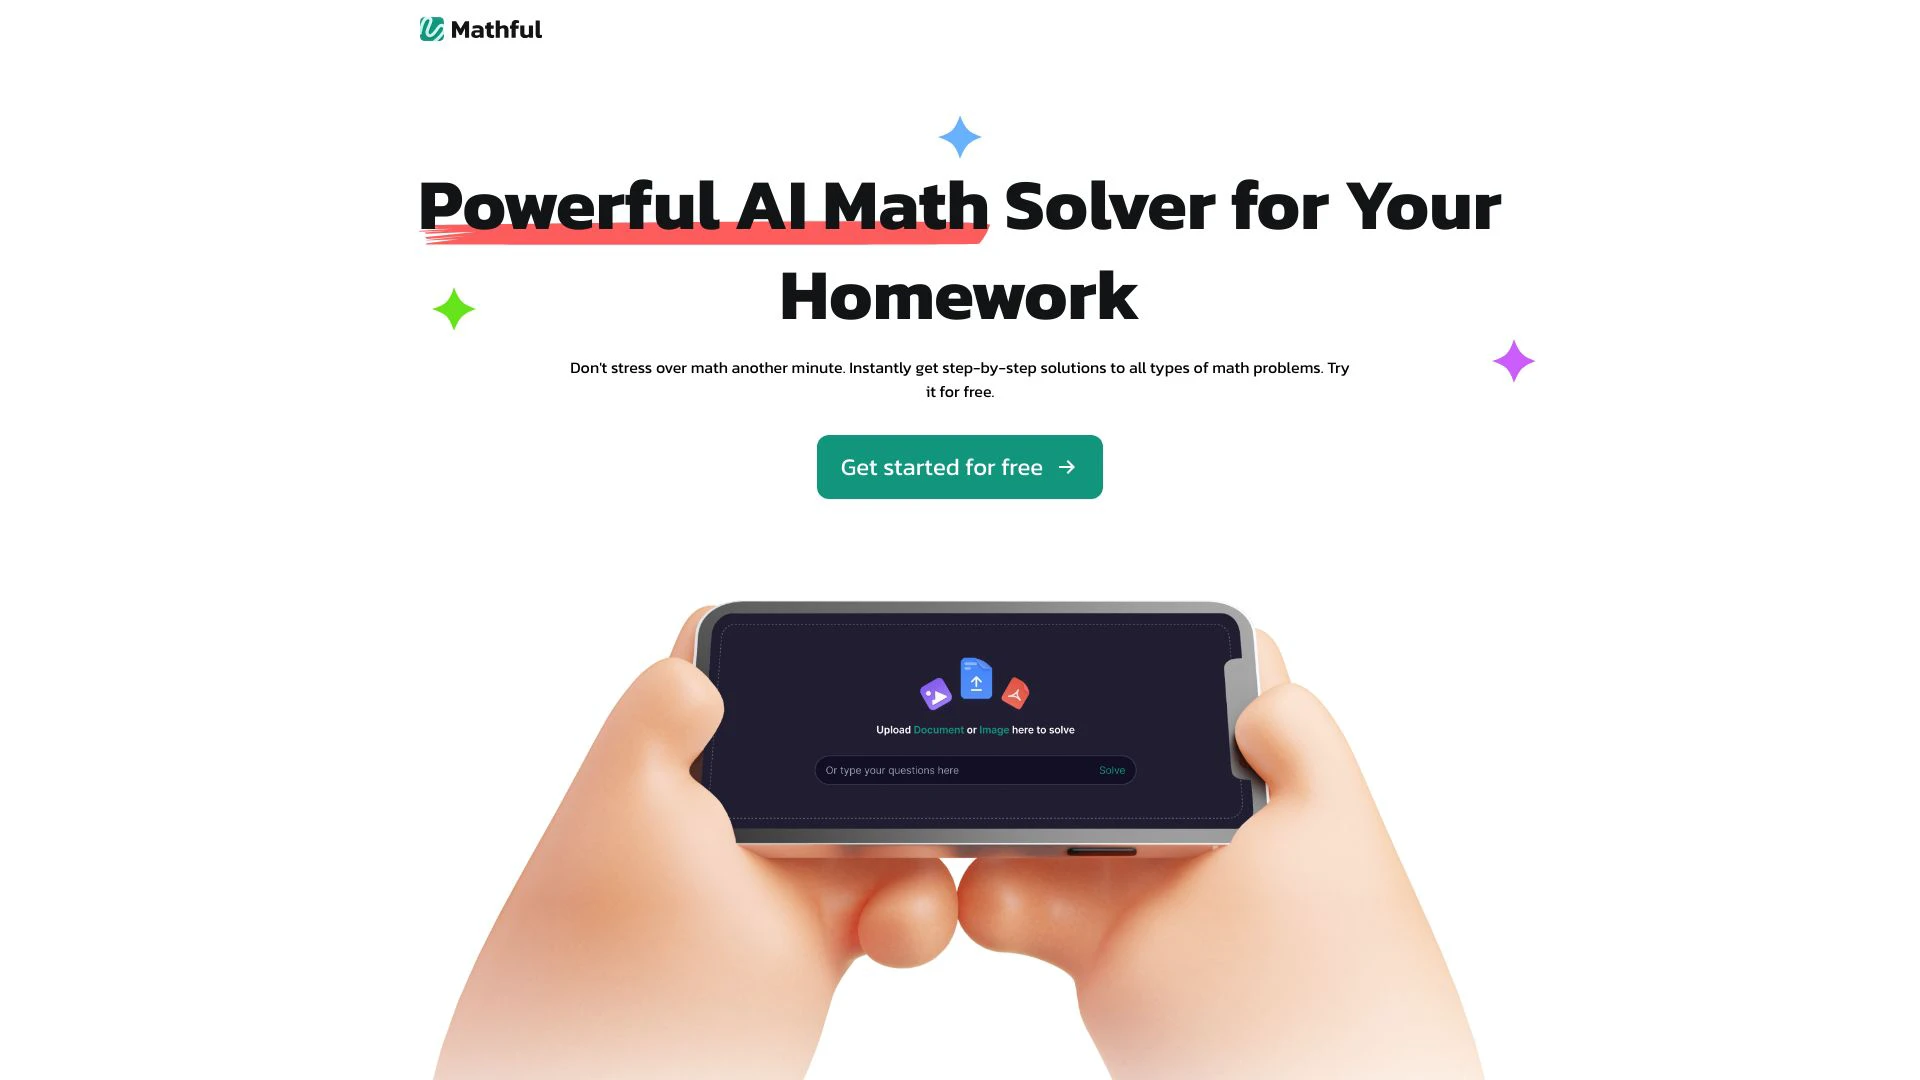 Mathful
Powerful AI Math Solver for Your
Homework
Don't stress over math another minute. Instantly get step-by-step solutions to all types of math problems. Try
it for free.
Get started for free
Upload Document or Image here to solve
Or type your questions here
Solve